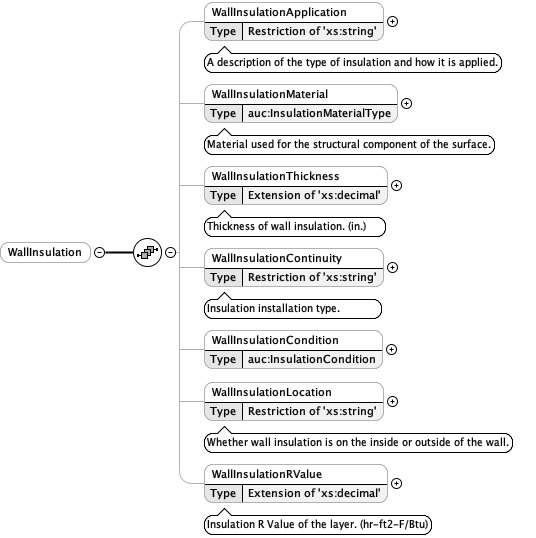 WallInsulationApplication
Type Restriction of 'xs:string'
A description of the type of insulation and how it is applied.
WallInsulationMaterial
Type auc:InsulationMaterialType
Material used for the structural component of the surface.
WallInsulationThickness
Type Extension of 'xs:decimal'
Thickness of wall insulation. (in.)
WallInsulation
WallInsulationContinuity
Type Restriction of 'xs:string'
Insulation installation type.
WallInsulationCondition
Type auc:InsulationCondition
WallInsulationLocation
Type Restriction of 'xs:string'
Whether wall insulation is on the inside or outside of the wall.
WallInsulationRValue
Type Extension of 'xs:decimal'
Insulation R Value of the layer. (hr-ft2-F/Btu)